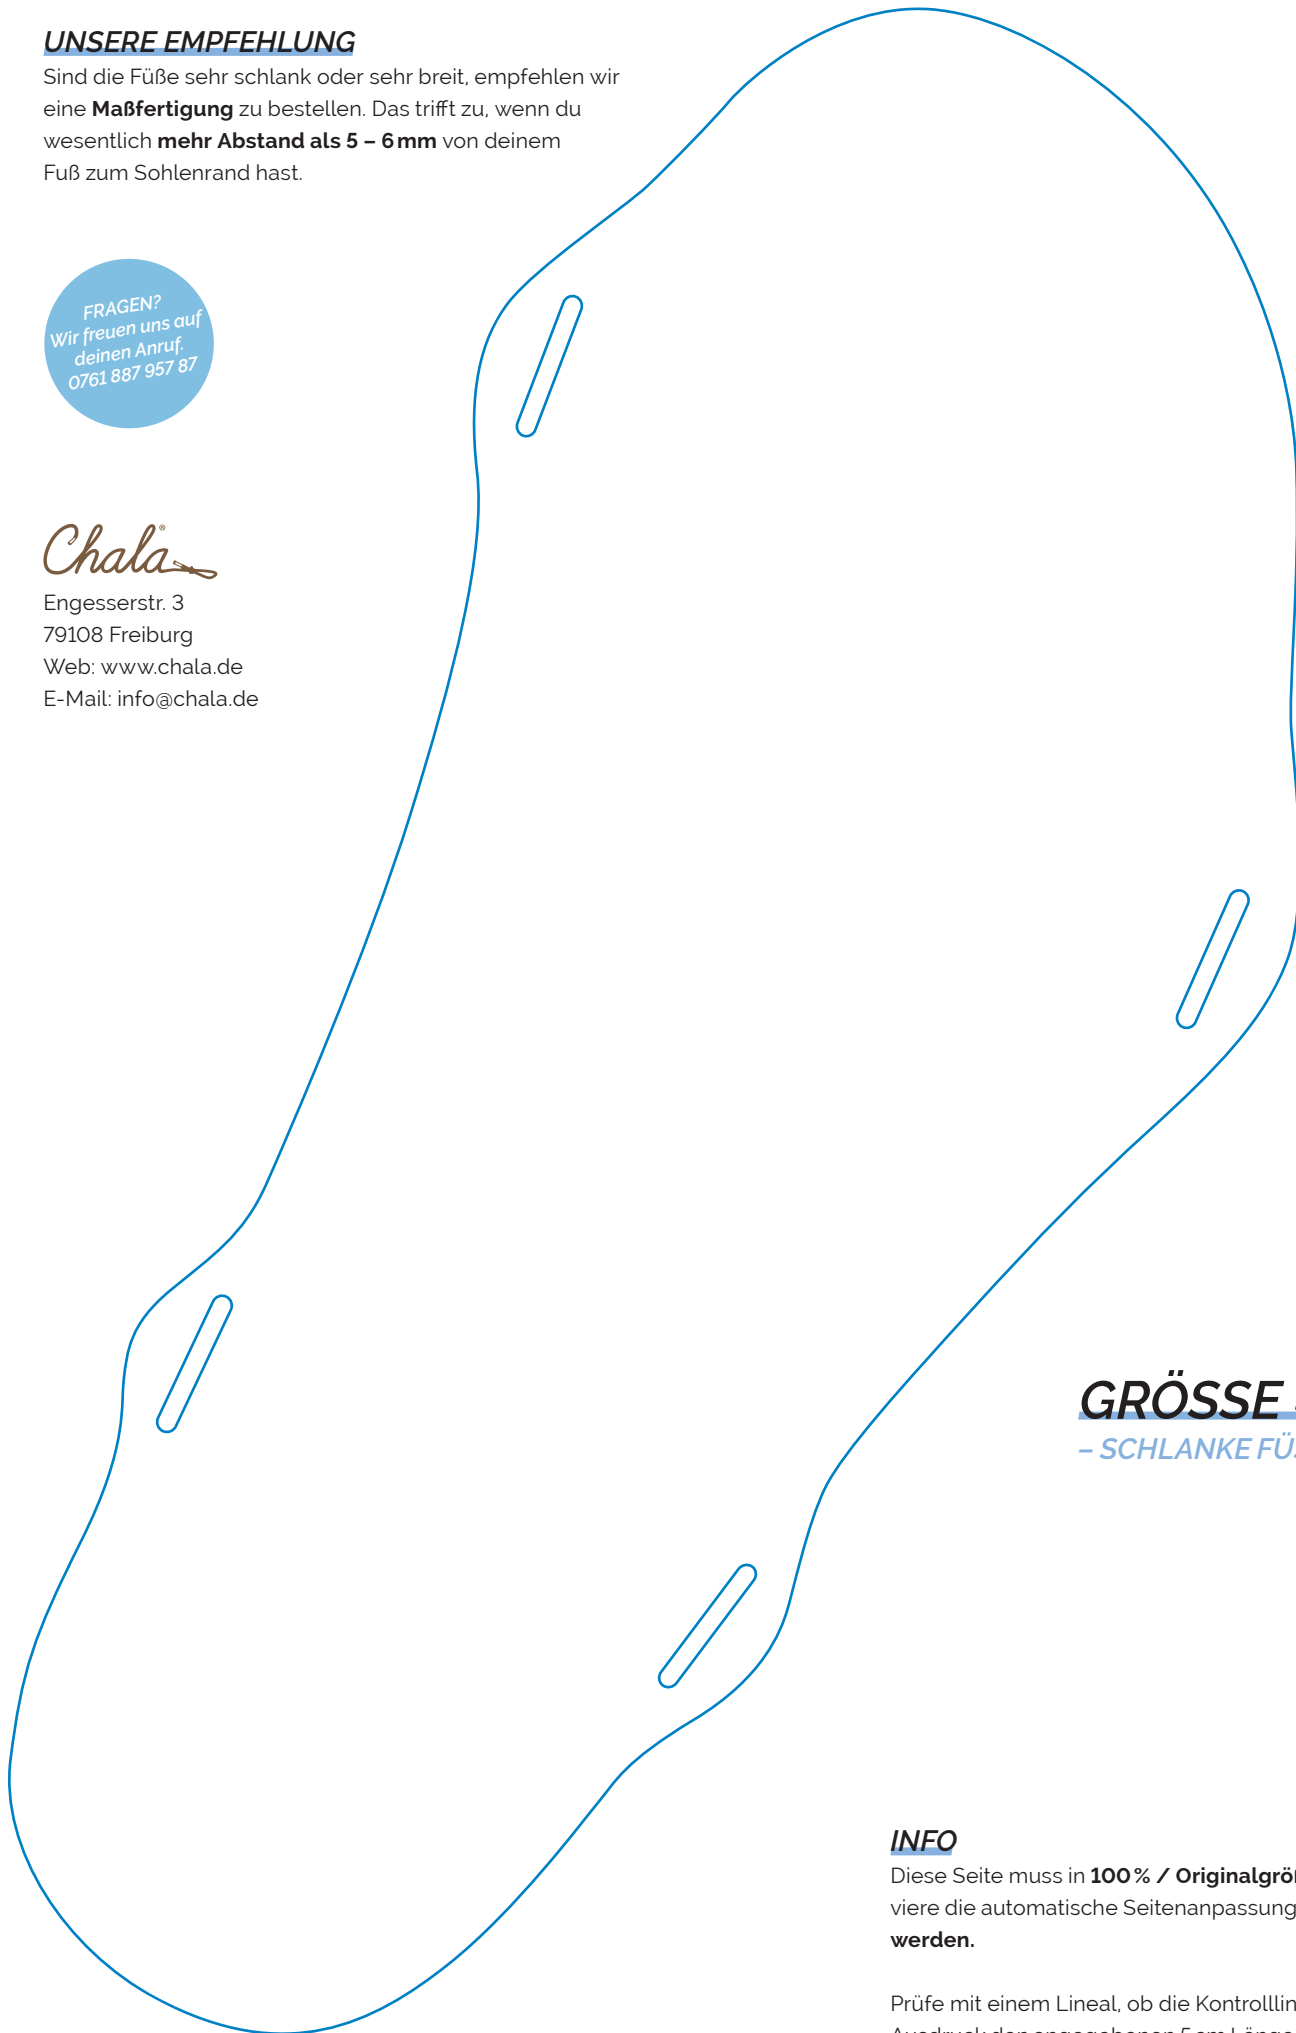 UNSERE EMPFEHLUNG
Sind die Füße sehr schlank oder sehr breit, empfehlen wir
eine Maßfertigung zu bestellen. Das trifft zu, wenn du
wesentlich mehr Abstand als 5 – 6 mm von deinem
Fuß zum Sohlenrand hast.
FRAGEN?
Wir freuen uns auf
deinen Anruf.
0761 887 957 87
Chala®
Engesserstr. 3
79108 Freiburg
Web: www.chala.de
E-Mail: info@chala.de
GRÖSSE
– SCHLANKE
INFO
Diese Seite muss in 100 % / Originalgrö
viere die automatische Seitenanpassung
werden.
Prüfe mit einem Lineal, ob die Kontrolllin